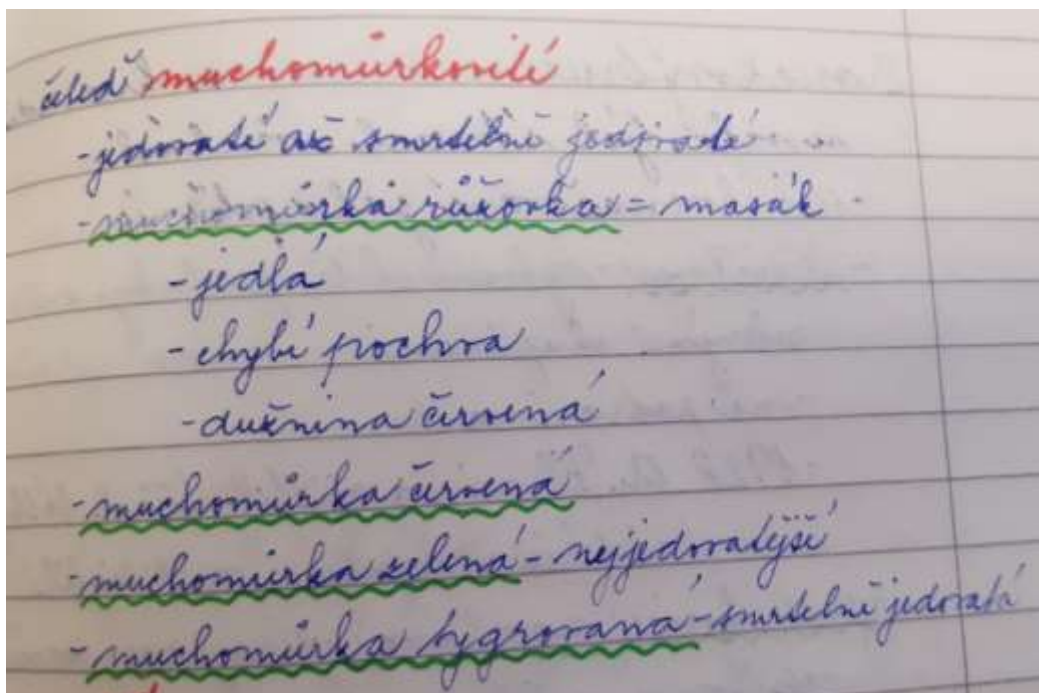 čeleď muchomůrkovité
- jedovaté až smrtelně jedovaté
- muchomůrka růžovka = masák
- jedlá
- chybí pochva
- dužnina červená
- muchomůrka červená
- muchomůrka zelená - nejjedovatější
- muchomůrka tygrovaná - smrtelně jedovatá